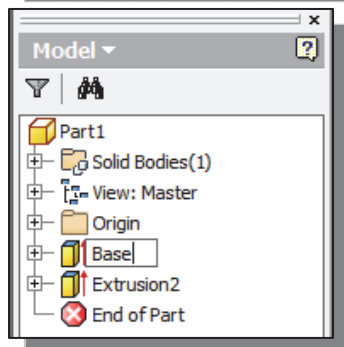 Model
Part1
Solid Bodies(1)
View: Master
Origin
Base
Extrusion2
End of Part